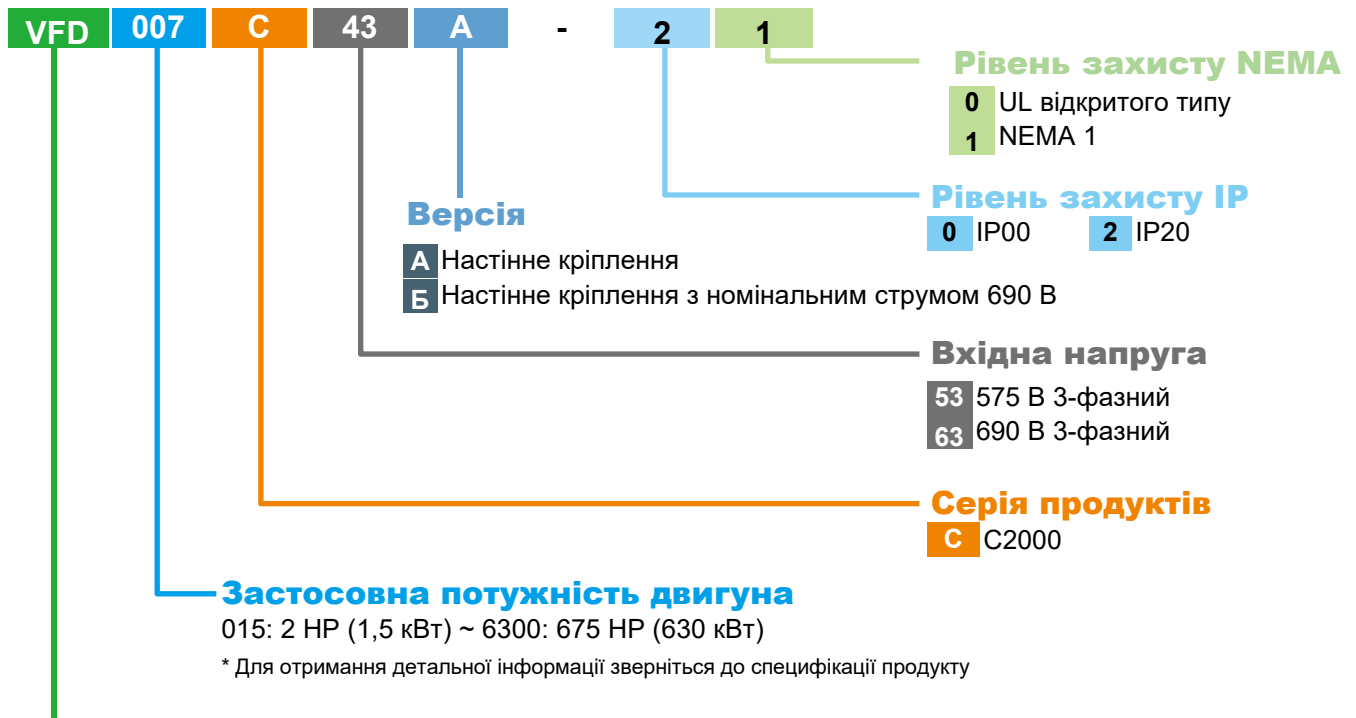 VFD 007 C 43 A - 2 1
Рівень захисту NEMA
0 UL відкритого типу
1 NEMA 1
Рівень захисту IP
0 IP00 2 IP20
Версія
А Настінне кріплення
Б Настінне кріплення з номінальним струмом 690 В
Вхідна напруга
53 575 В 3-фазний
63 690 В 3-фазний
Серія продуктів
C C2000
Застосовна потужність двигуна
015: 2 HP (1,5 кВт) ~ 6300: 675 HP (630 кВт)
* Для отримання детальної інформації зверніться до специфікації продукту